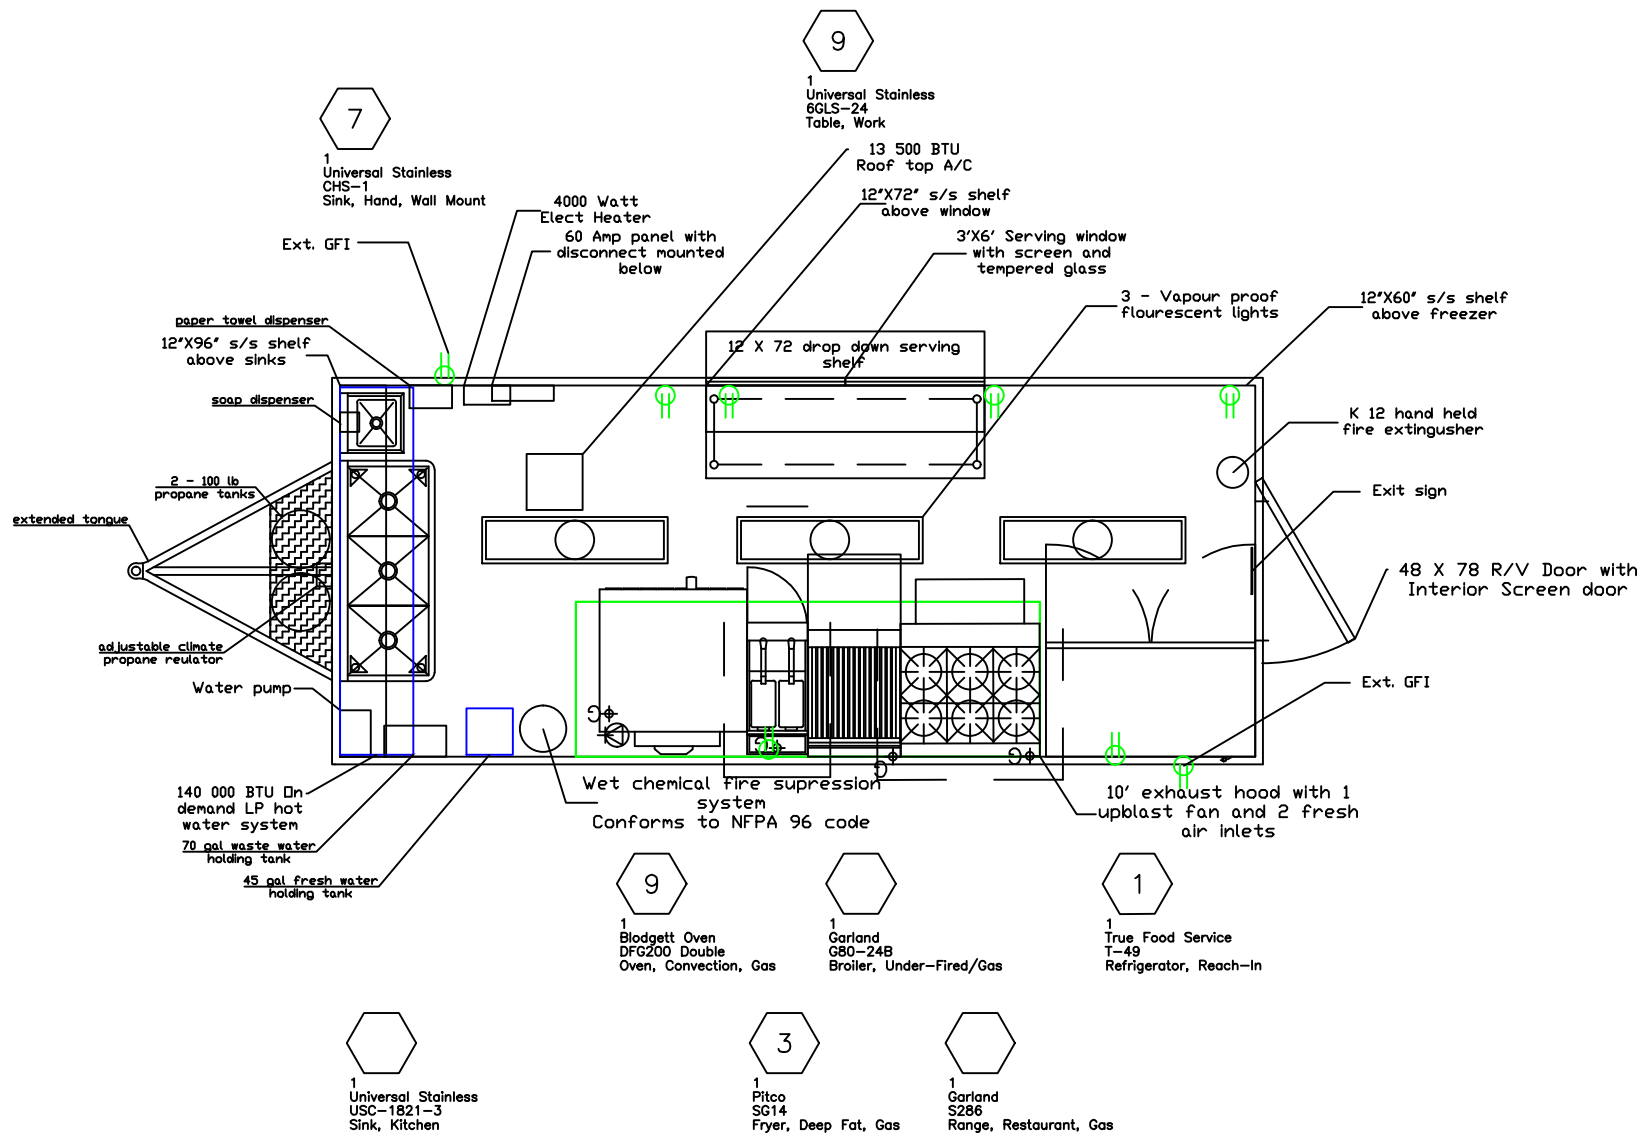 9
1
Universal Stainless
6GLS-24
Table, Work
7
1
Universal Stainless
CHS-1
Sink, Hand, Wall Mount
13 500 BTU
Roof top A/C
4000 Watt
Elect Heater
12"X72" s/s shelf
above window
Ext. GFI
60 Amp panel with
disconnect mounted
below
3'X6' Serving window
with screen and
tempered glass
3 - Vapour proof
flourescent lights
12"X60" s/s shelf
above freezer
paper towel dispenser
12"X96" s/s shelf
above sinks
12 X 72 drop down serving
shelf
soap dispenser
K 12 hand held
fire extingusher
2 - 100 lb
propane tanks
Exit sign
extended tongue
48 X 78 R/V Door with
Interior Screen door
adjustable climate
propane reulator
Water pump
Ext. GFI
G
G
G
G
140 000 BTU On
demand LP hot
water system
Wet chemical fire supression
system
Conforms to NFPA 96 code
10' exhaust hood with 1
upblast fan and 2 fresh
air inlets
70 gal waste water
holding tank
45 gal fresh water
holding tank
9
1
Blodgett Oven
DFG200 Double
Oven, Convection, Gas
1
Garland
GB0-24B
Broiler, Under-Fired/Gas
1
1
True Food Service
T-49
Refrigerator, Reach-In
1
Universal Stainless
USC-1821-3
Sink, Kitchen
3
1
Pitco
SG14
Fryer, Deep Fat, Gas
1
Garland
S286
Range, Restaurant, Gas